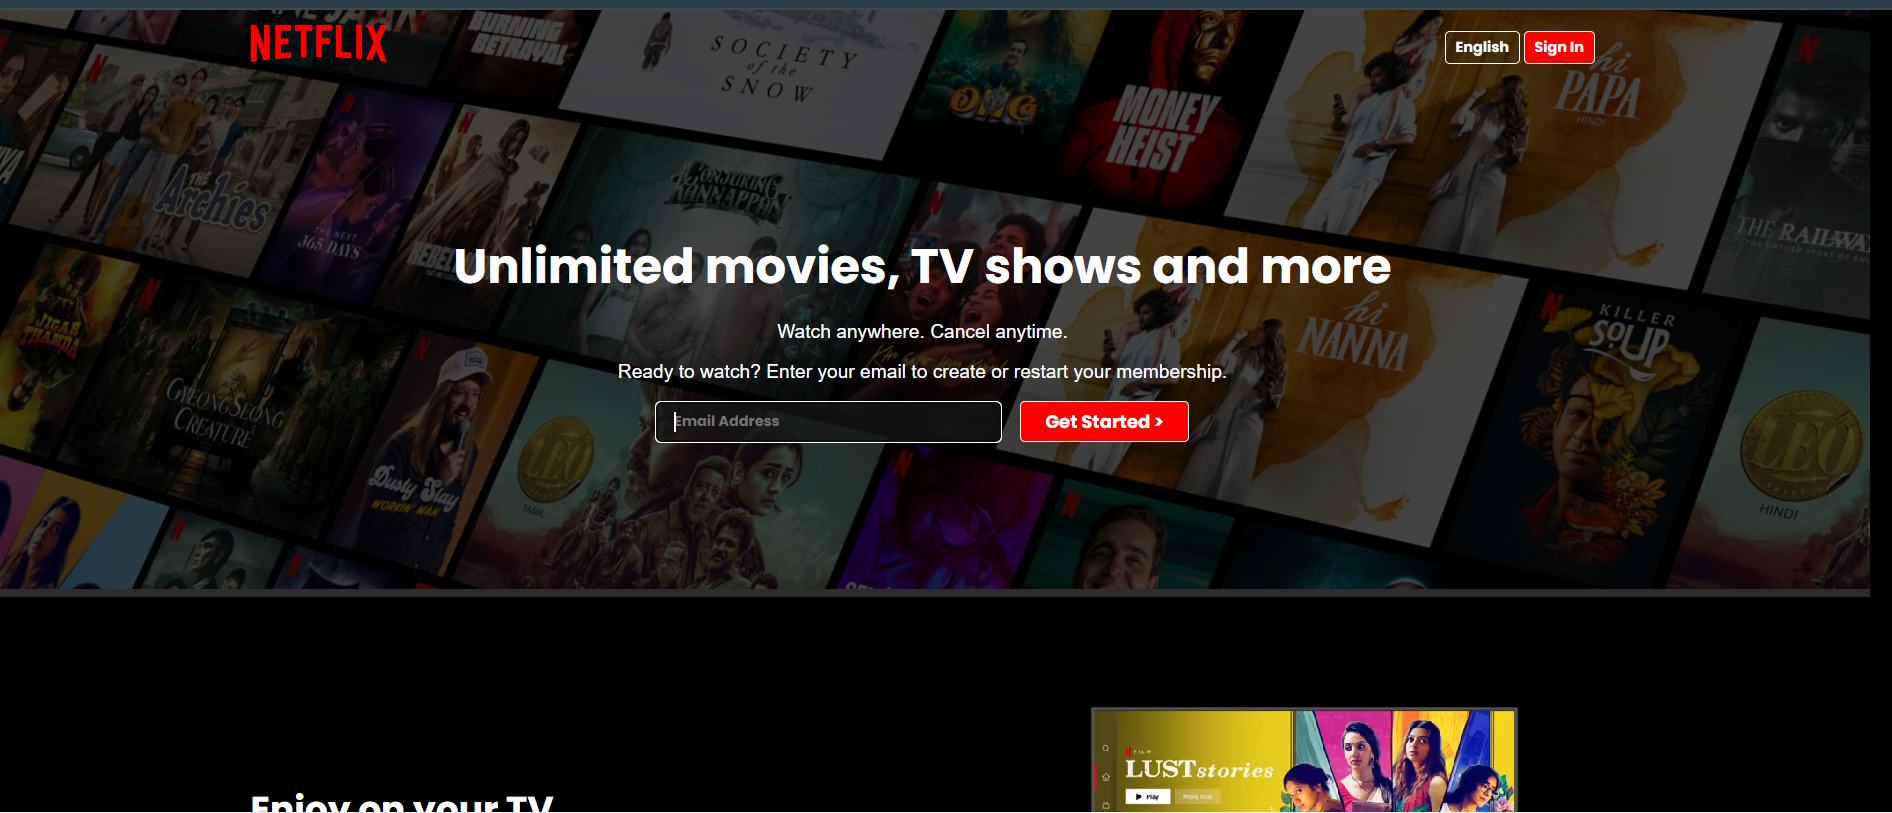 NETFLIX
English
Sign In
BURNING
BETRAYAL
SOCIETY
of the
SNOW
OMG
MONEY
HEIST
hi
PAPA
HINDI
THE
Archies
THE NEXT
365 DAYS
CONJURING
KANNAPPAN
THE RAILWAY
Unlimited movies, TV shows and more
Watch anywhere. Cancel anytime.
Ready to watch? Enter your email to create or restart your membership.
Email Address
Get Started >
JIGAR
THANDA
GYEONGSEONG
CREATURE
Dusty Slay
WORKIN' MAN
LEO
TAMIL
hi
NANNA
KILLER
SOUP
LEO
HINDI
Enjoy on your TV
N FILM
LUST stories
Play
More Info